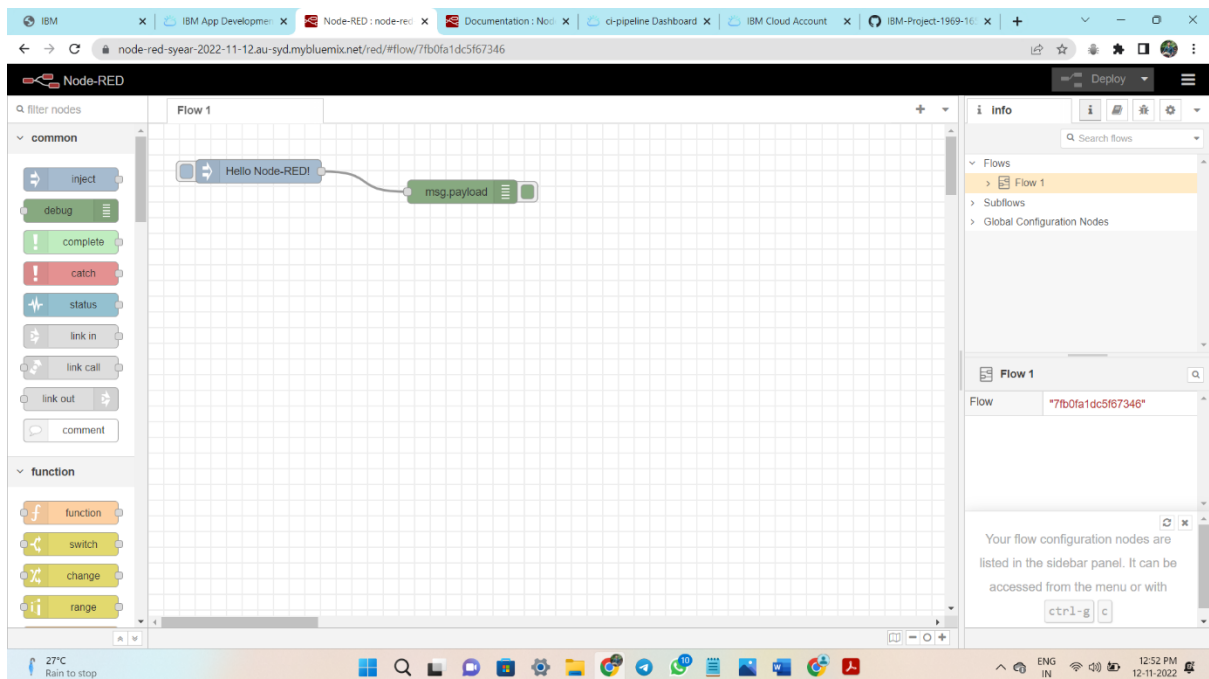 IBM
IBM App Developmen
Node-RED : node-red
Documentation : Nod
ci-pipeline Dashboard
IBM Cloud Account
IBM-Project-1969-16
node-red-syear-2022-11-12.au-syd.mybluemix.net/red/#flow/7fb0fa1dc5f67346
Node-RED
Deploy
filter nodes
Flow 1
i info
i
common
Search flows
Hello Node-RED!
msg.payload
Flows
Flow 1
Subflows
Global Configuration Nodes
inject
debug
complete
catch
status
link in
link call
link out
comment
Flow 1
Flow
"7fb0fa1dc5f67346"
function
function
switch
change
range
Your flow configuration nodes are
listed in the sidebar panel. It can be
accessed from the menu or with
ctrl-g c
27°C
Rain to stop
ENG
IN
12:52 PM
12-11-2022